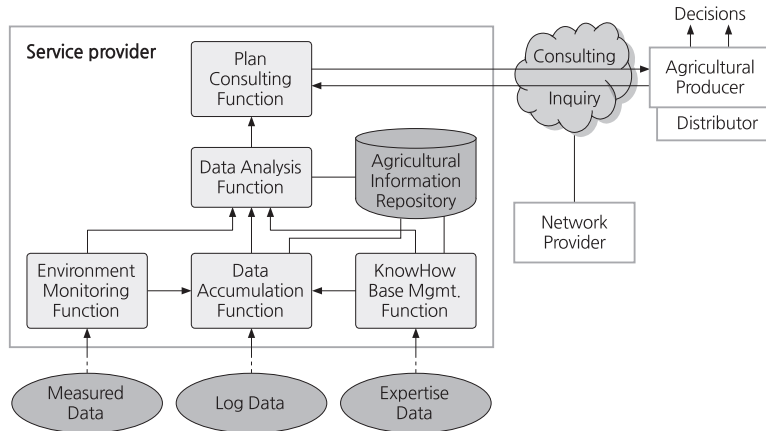 Decisions
Service provider
Plan
Consulting
Function
Consulting
Inquiry
Agricultural
Producer
Distributor
Data Analysis
Function
Agricultural
Information
Repository
Network
Provider
Environment
Monitoring
Function
Data
Accumulation
Function
KnowHow
Base Mgmt.
Function
Measured
Data
Log Data
Expertise
Data